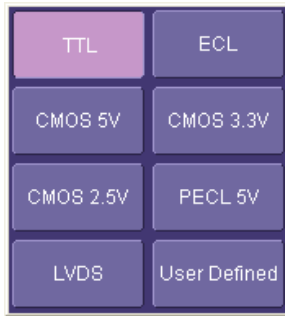 TTL
ECL
CMOS 5V
CMOS 3.3V
CMOS 2.5V
PECL 5V
LVDS
User Defined